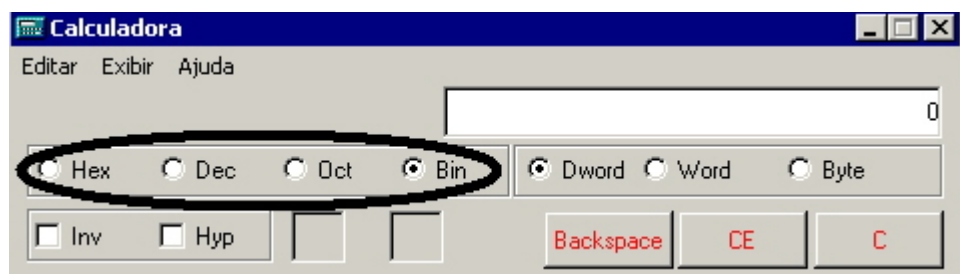 Calculadora
Editar Exibir Ajuda
0
Hex Dec Oct Bin Dword Word Byte
Inv Hyp Backspace CE C